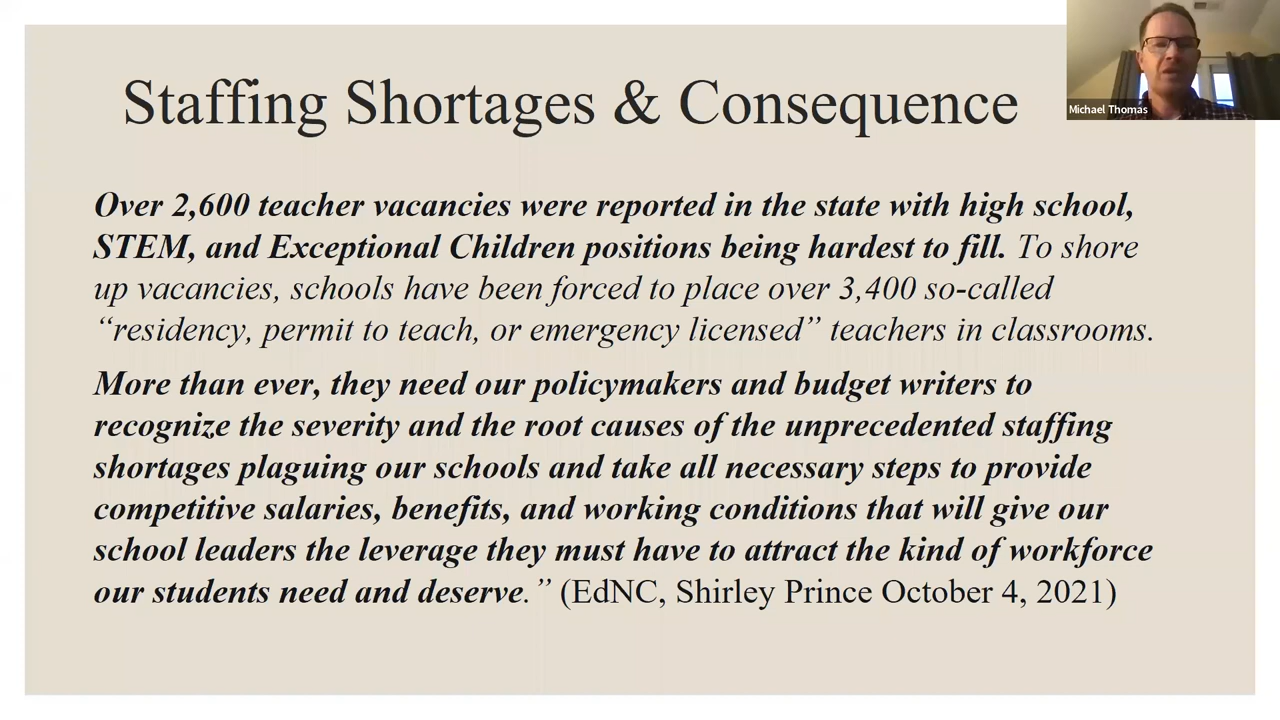 Staffing Shortages & Consequence
Michael Thomas
Over 2,600 teacher vacancies were reported in the state with high school,
STEM, and Exceptional Children positions being hardest to fill. To shore
up vacancies, schools have been forced to place over 3,400 so-called
“residency, permit to teach, or emergency licensed” teachers in classrooms.
More than ever, they need our policymakers and budget writers to
recognize the severity and the root causes of the unprecedented staffing
shortages plaguing our schools and take all necessary steps to provide
competitive salaries, benefits, and working conditions that will give our
school leaders the leverage they must have to attract the kind of workforce
our students need and deserve.” (EdNC, Shirley Prince October 4, 2021)